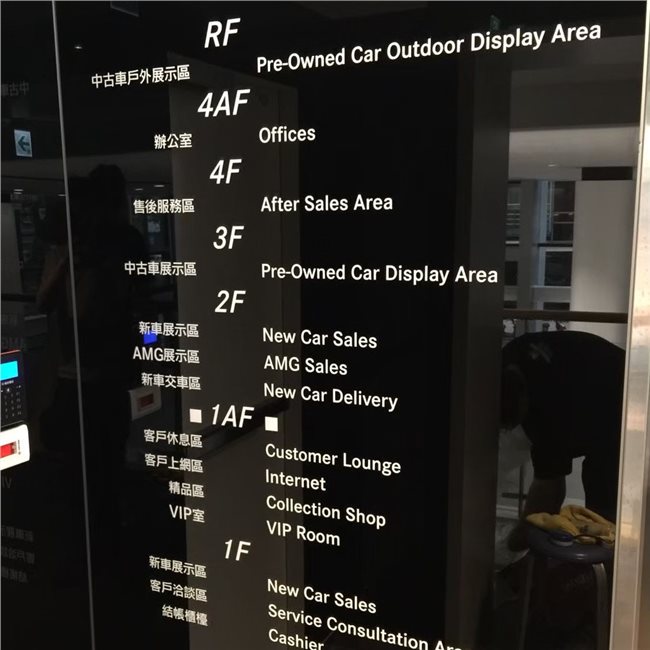 RF
中古車戶外展示區 Pre-Owned Car Outdoor Display Area
4AF
辦公室 Offices
4F
售後服務區 After Sales Area
3F
中古車展示區 Pre-Owned Car Display Area
2F
新車展示區 New Car Sales
AMG展示區 AMG Sales
新車交車區 New Car Delivery
1AF
客戶休息區 Customer Lounge
客戶上網區 Internet
精品區 Collection Shop
VIP室 VIP Room
1F
新車展示區 New Car Sales
客戶洽談區 Service Consultation
結帳櫃檯 Cashier